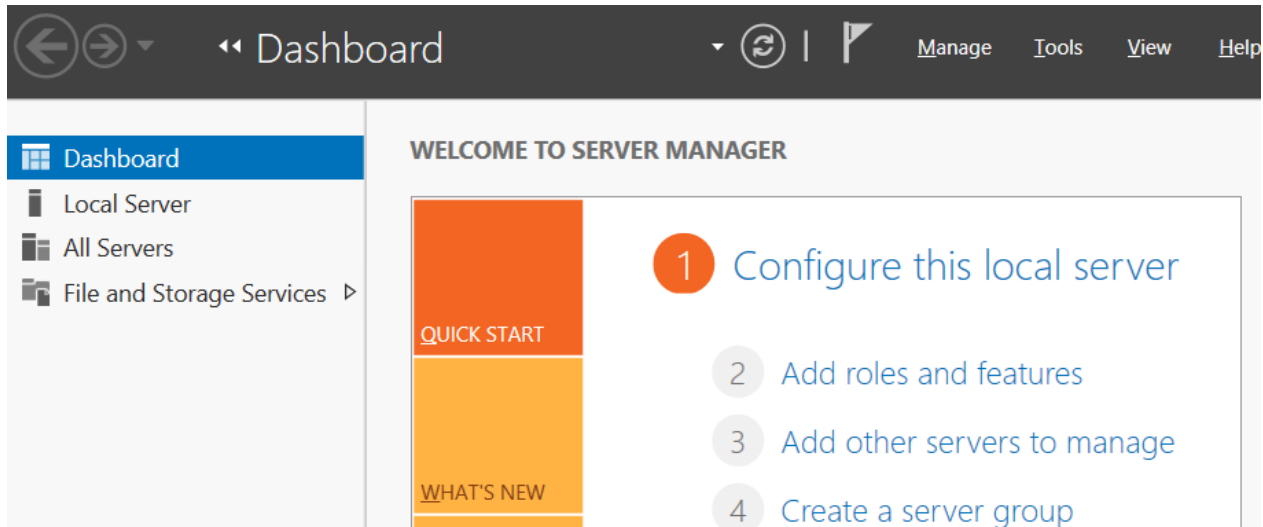 Dashboard
Manage Tools View Help
Dashboard
Local Server
All Servers
File and Storage Services
WELCOME TO SERVER MANAGER
QUICK START
WHAT'S NEW
1 Configure this local server
2 Add roles and features
3 Add other servers to manage
4 Create a server group